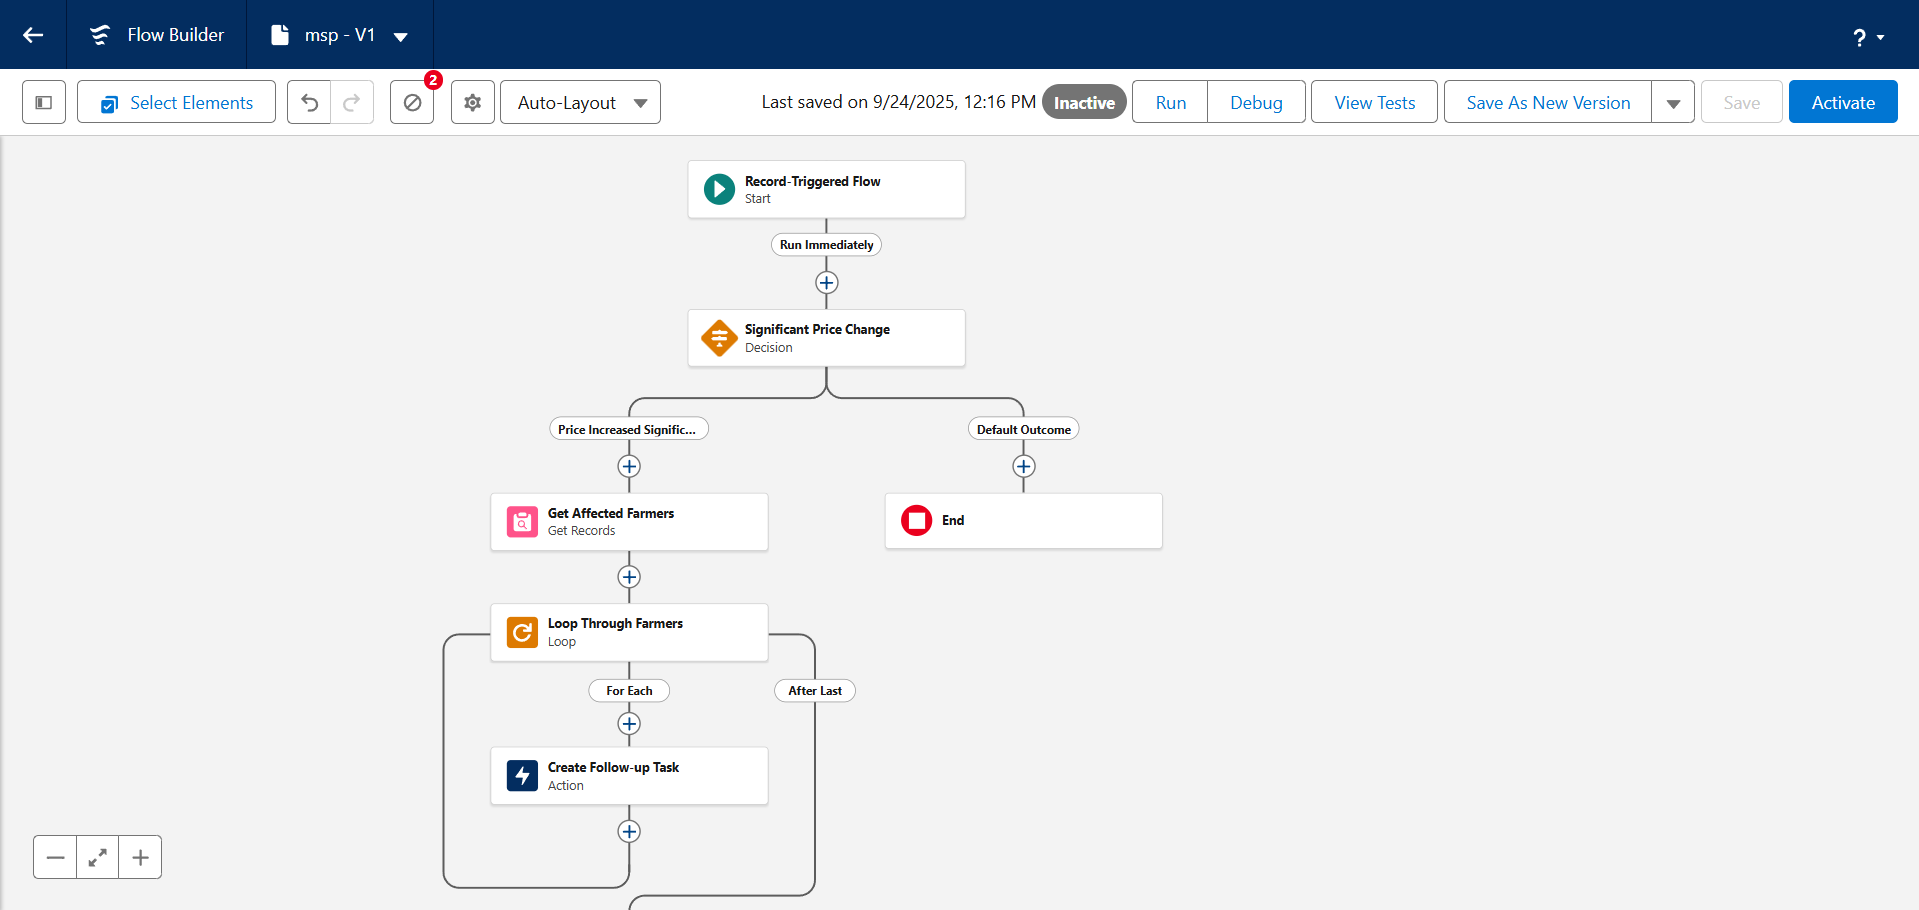 Flow Builder
msp - V1
?
Select Elements
2
Auto-Layout
Last saved on 9/24/2025, 12:16 PM
Inactive
Run
Debug
View Tests
Save As New Version
Save
Activate
Record-Triggered Flow
Start
Run Immediately
Significant Price Change
Decision
Price Increased Signific...
Default Outcome
Get Affected Farmers
Get Records
End
Loop Through Farmers
Loop
For Each
After Last
Create Follow-up Task
Action